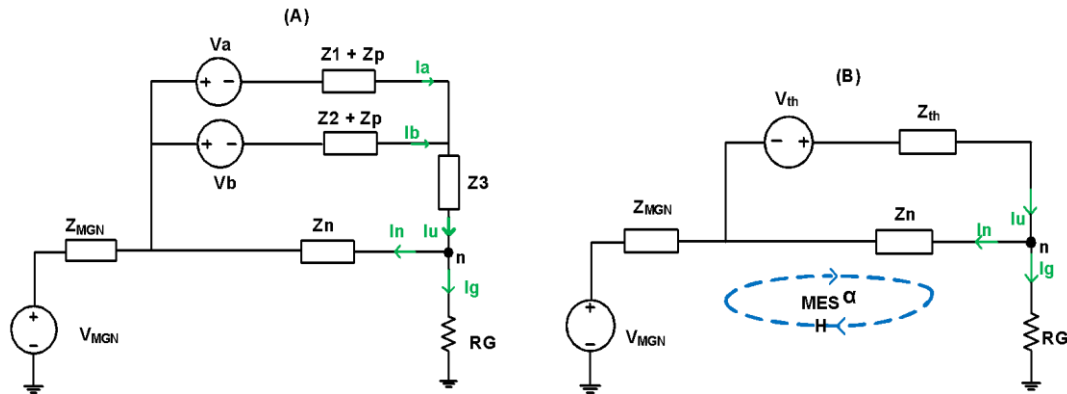 (A)
Va
+ -
Z1 + Zp
Ia
+ -
Vb
Z2 + Zp
Ib
Z3
ZMGN
Zn
In
Iu
n
Ig
+
-
VMGN
RG
(B)
Vth
- +
Zth
ZMGN
Zn
In
Iu
n
Ig
MES α
H
+
-
VMGN
RG